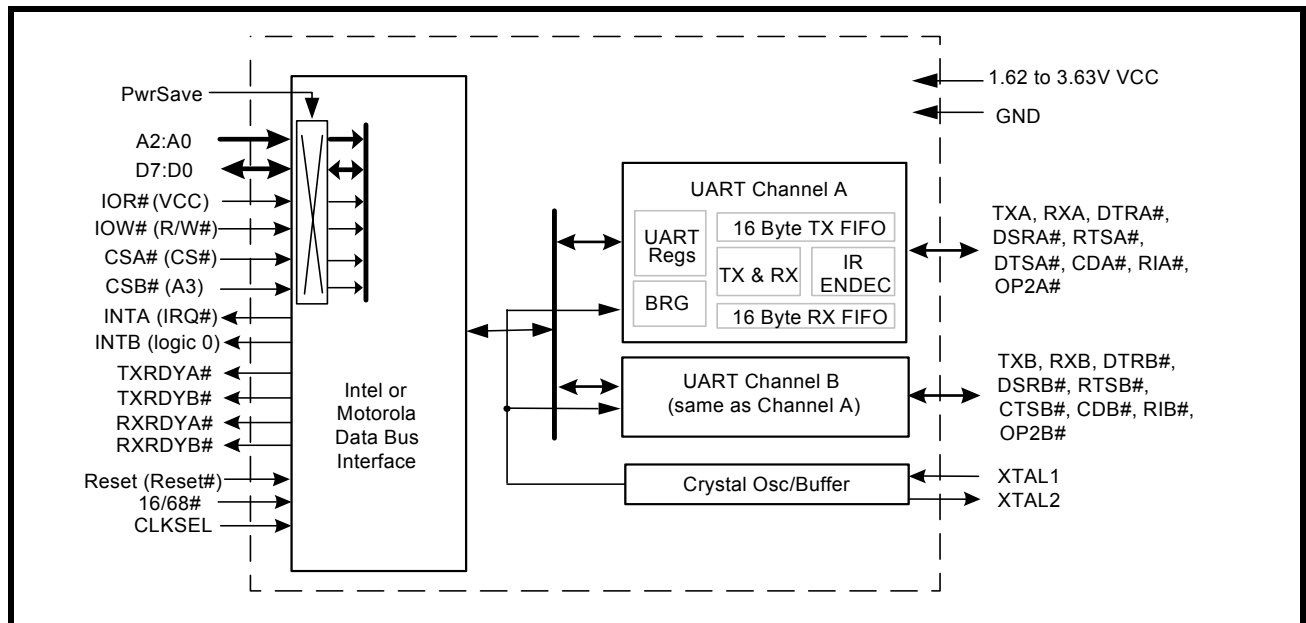 PwrSave
A2:A0
D7:D0
IOR# (VCC)
IOW# (R/W#)
CSA# (CS#)
CSB# (A3)
INTA (IRQ#)
INTB (logic 0)
TXRDYA#
TXRDYB#
RXRDYA#
RXRDYB#
Reset (Reset#)
16/68#
CLKSEL
Intel or
Motorola
Data Bus
Interface
UART Channel A
UART
Regs
BRG
16 Byte TX FIFO
TX & RX
IR
ENDEC
16 Byte RX FIFO
UART Channel B
(same as Channel A)
Crystal Osc/Buffer
1.62 to 3.63V VCC
GND
TXA, RXA, DTRA#,
DSRA#, RTSA#,
DTSA#, CDA#, RIA#,
OP2A#
TXB, RXB, DTRB#,
DSRB#, RTSB#,
CTSB#, CDB#, RIB#,
OP2B#
XTAL1
XTAL2